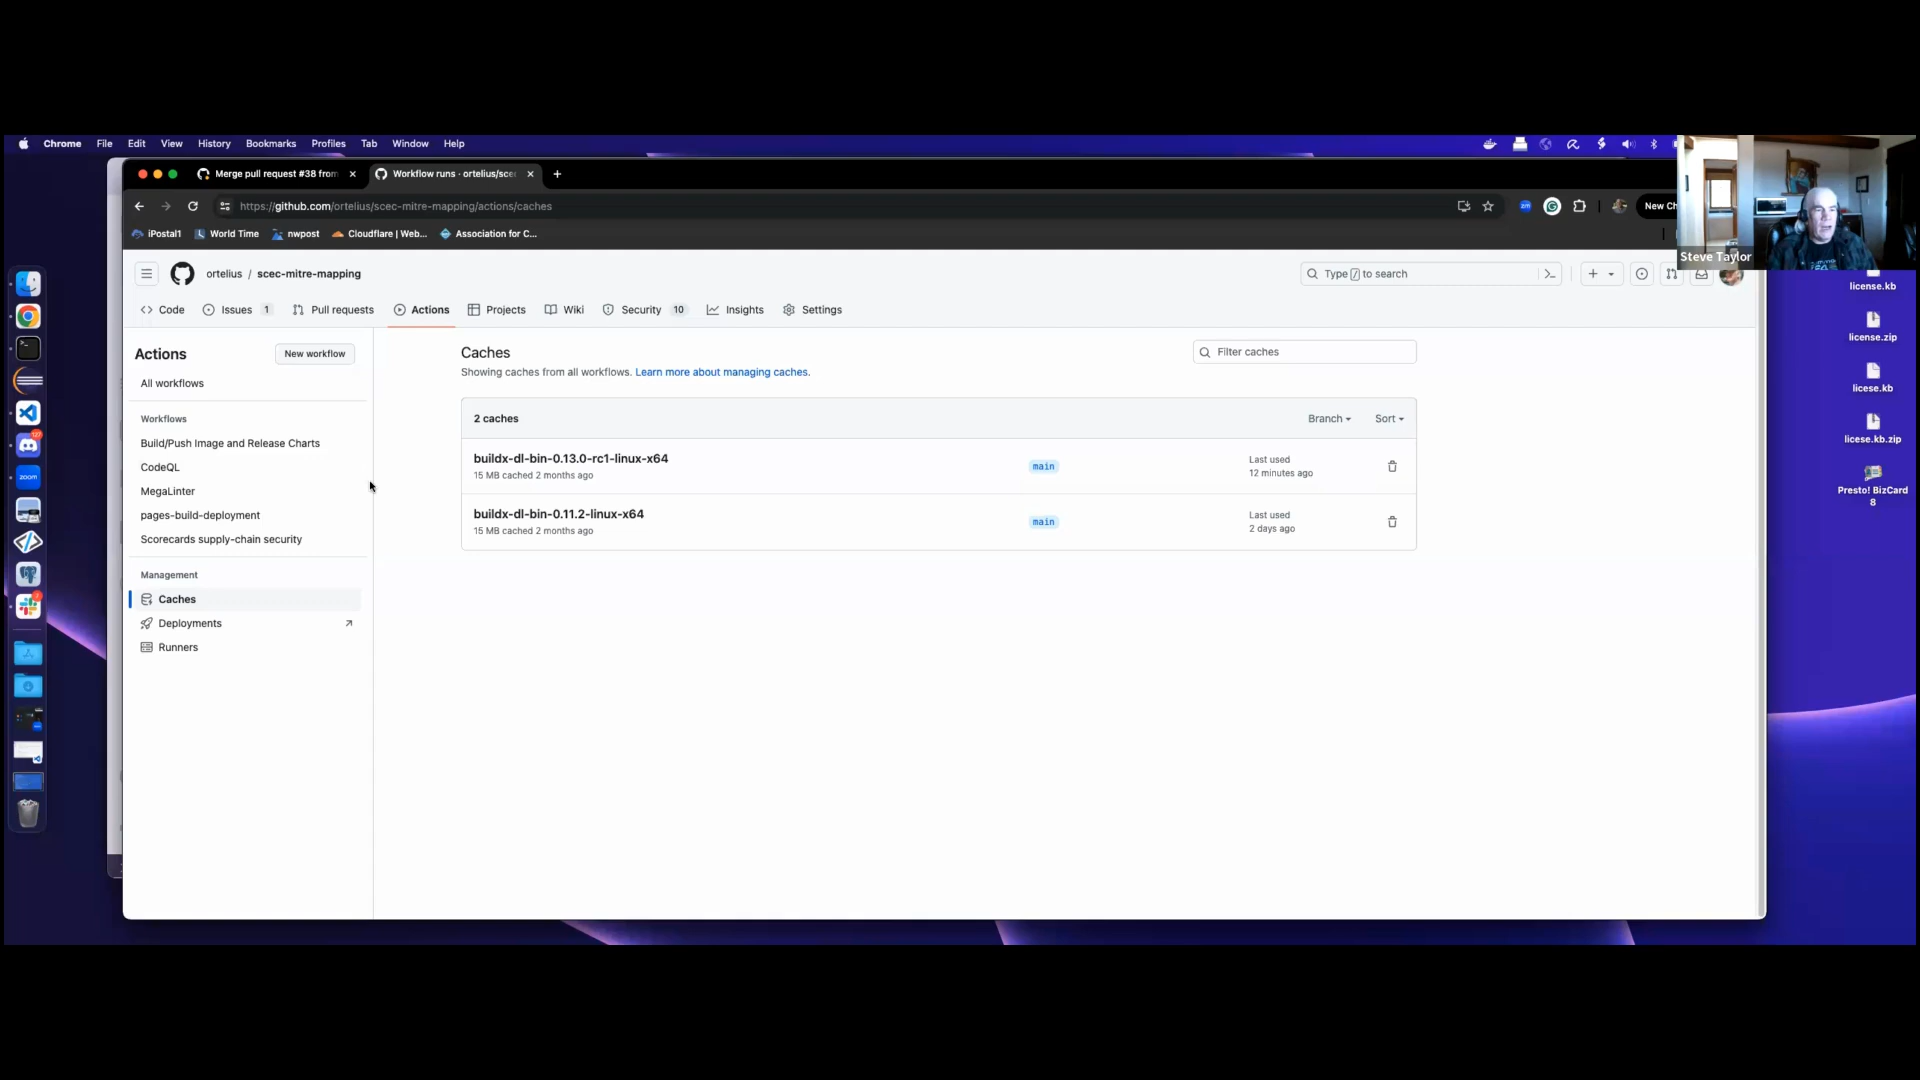 Chrome File Edit View History Bookmarks Profiles Tab Window Help
Merge pull request #38 from
Workflow runs · ortelius/scec
https://github.com/ortelius/scec-mitre-mapping/actions/caches
New Ch
iPostal1 World Time nwpost Cloudflare | Web... Association for C...
Steve Taylor
ortelius / scec-mitre-mapping
Type / to search
Code Issues 1 Pull requests Actions Projects Wiki Security 10 Insights Settings
Actions
New workflow
All workflows
Workflows
Build/Push Image and Release Charts
CodeQL
MegaLinter
pages-build-deployment
Scorecards supply-chain security
Management
Caches
Deployments
Runners
Caches
Filter caches
Showing caches from all workflows. Learn more about managing caches.
2 caches
Branch
Sort
buildx-dl-bin-0.13.0-rc1-linux-x64
15 MB cached 2 months ago
main
Last used
12 minutes ago
buildx-dl-bin-0.11.2-linux-x64
15 MB cached 2 months ago
main
Last used
2 days ago
license.kb
license.zip
licese.kb
licese.kb.zip
Presto! BizCard
8
zoom